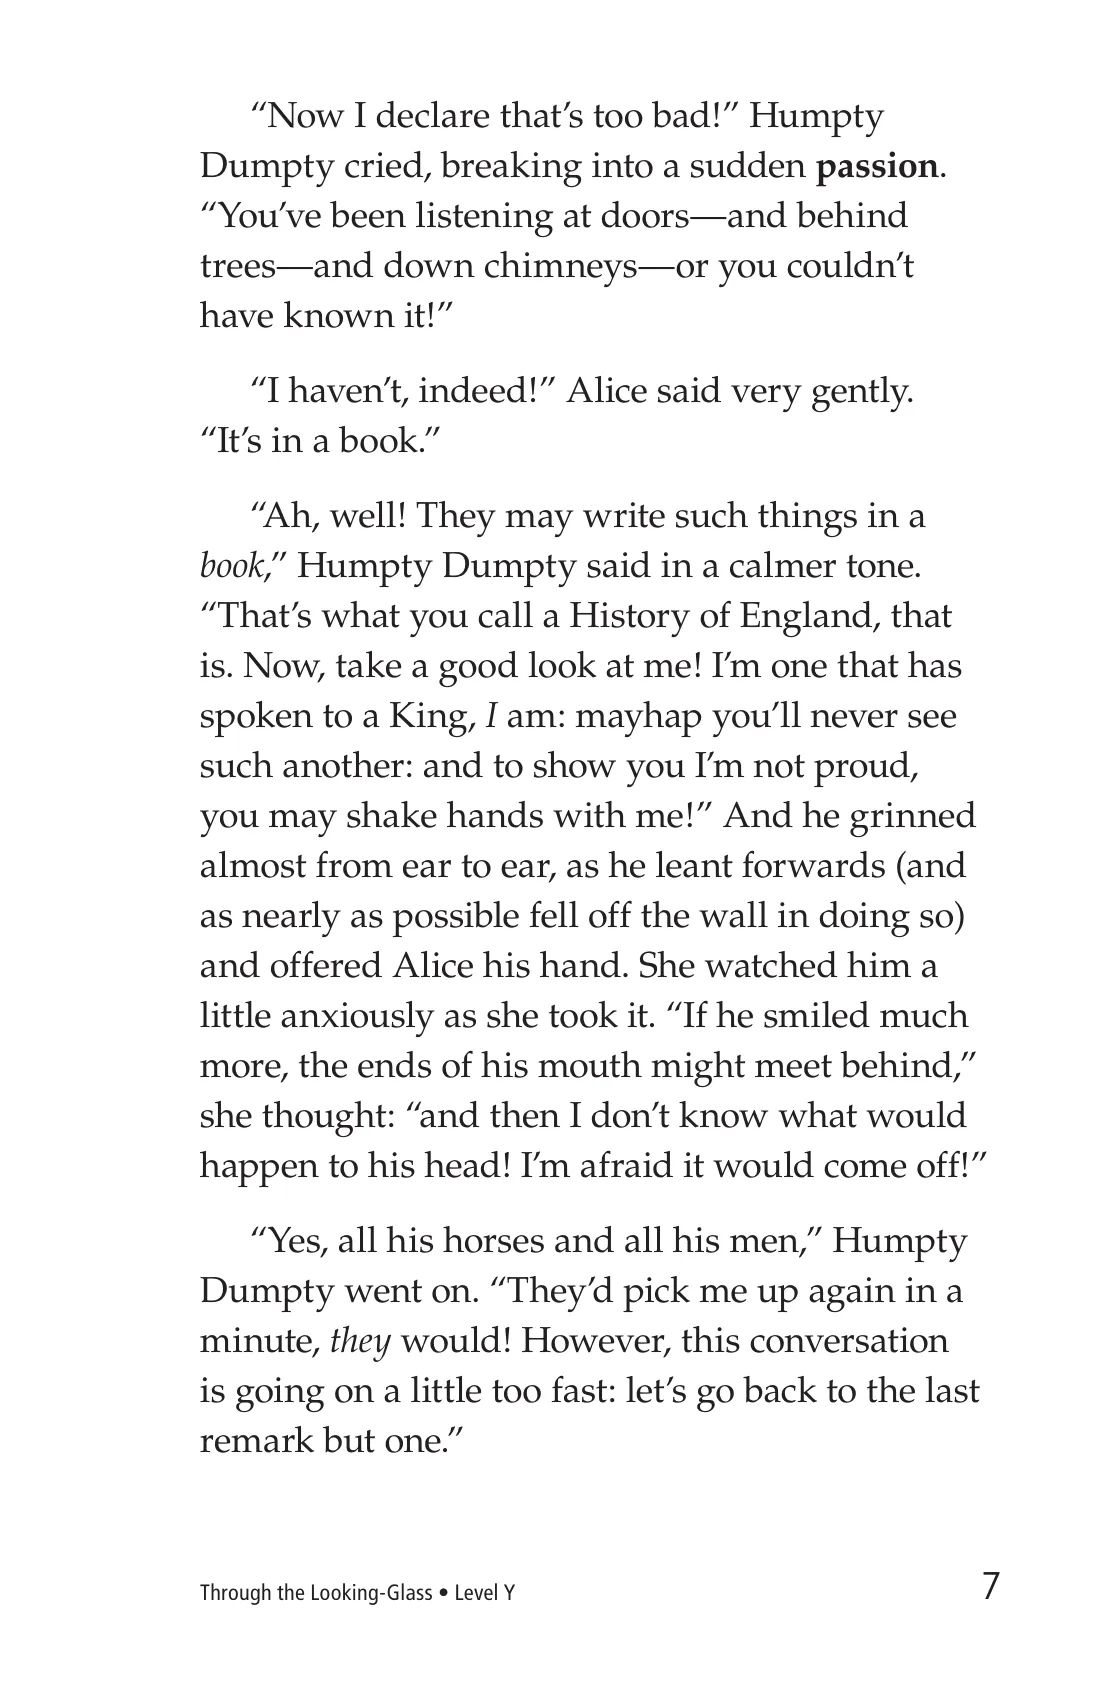 “Now I declare that’s too bad!” Humpty
Dumpty cried, breaking into a sudden passion.
“You’ve been listening at doors—and behind
trees—and down chimneys—or you couldn’t
have known it!”
“I haven’t, indeed!” Alice said very gently.
“It’s in a book.”
“Ah, well! They may write such things in a
book,” Humpty Dumpty said in a calmer tone.
“That’s what you call a History of England, that
is. Now, take a good look at me! I’m one that has
spoken to a King, I am: mayhap you’ll never see
such another: and to show you I’m not proud,
you may shake hands with me!” And he grinned
almost from ear to ear, as he leant forwards (and
as nearly as possible fell off the wall in doing so)
and offered Alice his hand. She watched him a
little anxiously as she took it. “If he smiled much
more, the ends of his mouth might meet behind,”
she thought: “and then I don’t know what would
happen to his head! I’m afraid it would come off!”
“Yes, all his horses and all his men,” Humpty
Dumpty went on. “They’d pick me up again in a
minute, they would! However, this conversation
is going on a little too fast: let’s go back to the last
remark but one.”
Through the Looking-Glass • Level Y
7